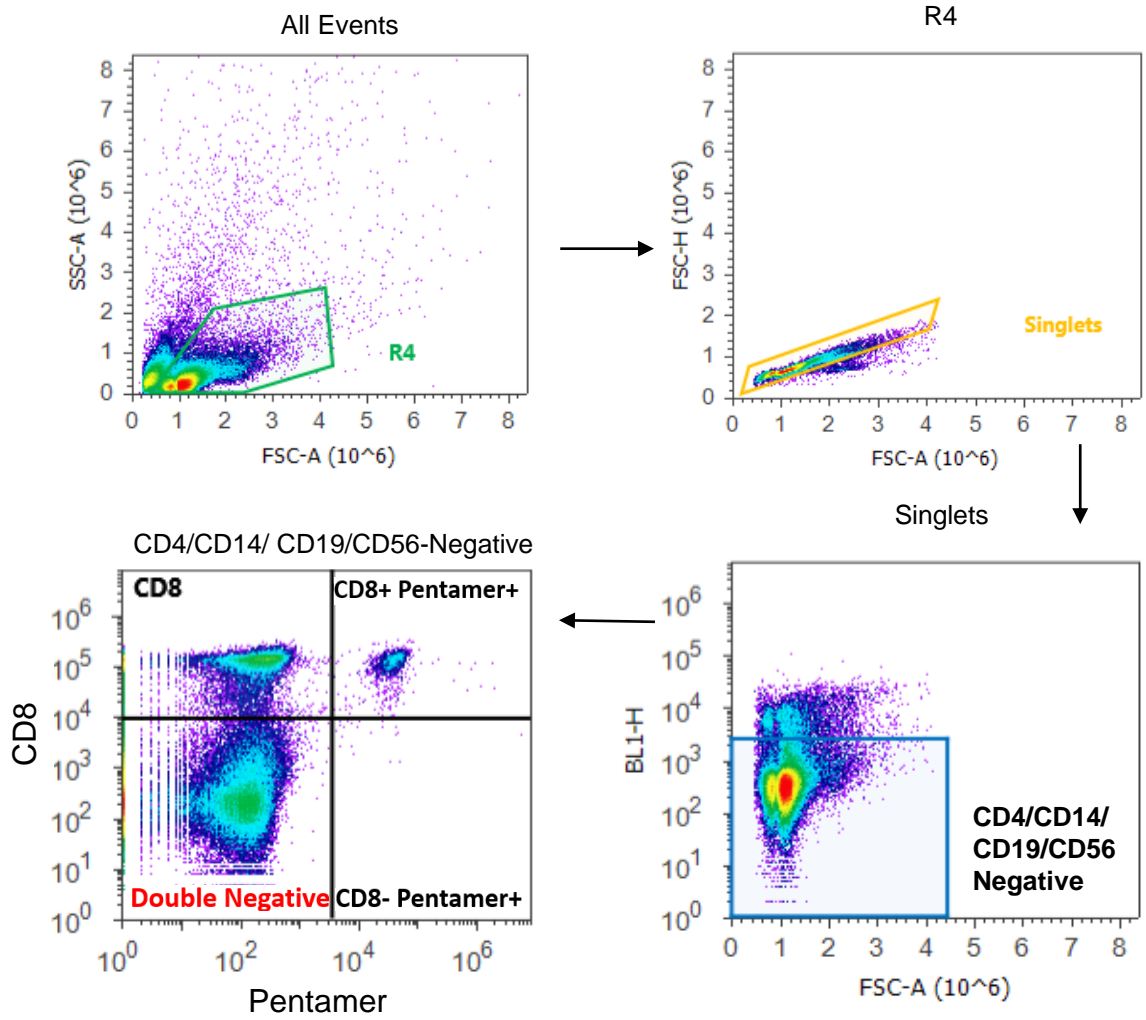 All Events
R4
8
7
6
5
4
3
2
1
0
SSC-A (10^6)
R4
0 1 2 3 4 5 6 7 8
FSC-A (10^6)
8
7
6
5
4
3
2
1
0
FSC-H (10^6)
Singlets
0 1 2 3 4 5 6 7 8
FSC-A (10^6)
Singlets
CD4/CD14/ CD19/CD56-Negative
CD8
CD8+ Pentamer+
10^6
10^5
10^4
10^3
10^2
10^1
10^0
CD8
Double Negative
CD8- Pentamer+
10^0 10^2 10^4 10^6
Pentamer
10^6
10^5
10^4
10^3
10^2
10^1
10^0
BL1-H
CD4/CD14/
CD19/CD56
Negative
0 1 2 3 4 5 6 7 8
FSC-A (10^6)